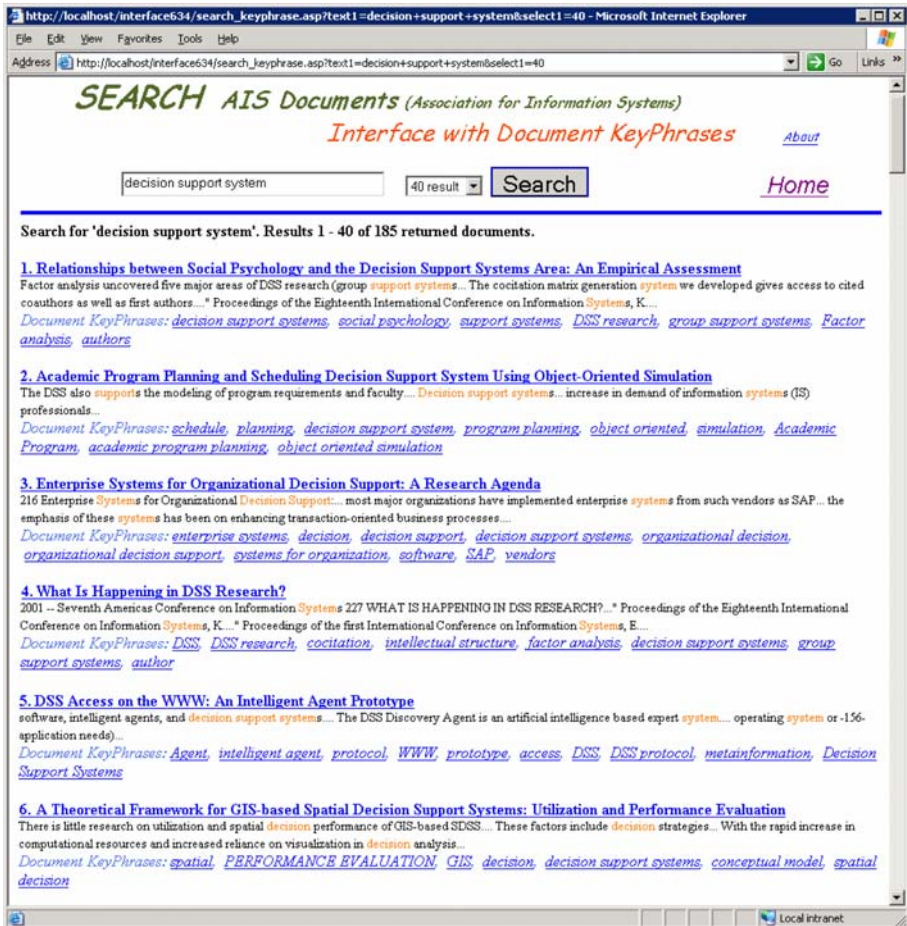 http://localhost/interface634/search_keyphrase.asp?text1=decision+support+system&select1=40 - Microsoft Internet Explorer
File Edit View Favorites Tools Help
Address http://localhost/interface634/search_keyphrase.asp?text1=decision+support+system&select1=40 Go Links »
SEARCH AIS Documents (Association for Information Systems)
Interface with Document KeyPhrases About
decision support system 40 result Search Home
Search for 'decision support system'. Results 1 - 40 of 185 returned documents.
1. Relationships between Social Psychology and the Decision Support Systems Area: An Empirical Assessment
Factor analysis uncovered five major areas of DSS research (group support systems... The cocitation matrix generation system we developed gives access to cited
coauthors as well as first authors...." Proceedings of the Eighteenth International Conference on Information Systems, K....
Document KeyPhrases: decision support systems, social psychology, support systems, DSS research, group support systems, Factor
analysis, authors
2. Academic Program Planning and Scheduling Decision Support System Using Object-Oriented Simulation
The DSS also supports the modeling of program requirements and faculty.... Decision support systems... increase in demand of information systems (IS)
professionals...
Document KeyPhrases: schedule, planning, decision support system, program planning, object oriented, simulation, Academic
Program, academic program planning, object oriented simulation
3. Enterprise Systems for Organizational Decision Support: A Research Agenda
216 Enterprise Systems for Organizational Decision Support:... most major organizations have implemented enterprise systems from such vendors as SAP... the
emphasis of these systems has been on enhancing transaction-oriented business processes....
Document KeyPhrases: enterprise systems, decision, decision support, decision support systems, organizational decision,
organizational decision support, systems for organization, software, SAP, vendors
4. What Is Happening in DSS Research?
2001 -- Seventh Americas Conference on Information Systems 227 WHAT IS HAPPENING IN DSS RESEARCH?..." Proceedings of the Eighteenth International
Conference on Information Systems, K...." Proceedings of the first International Conference on Information Systems, E....
Document KeyPhrases: DSS, DSS research, cocitation, intellectual structure, factor analysis, decision support systems, group
support systems, author
5. DSS Access on the WWW: An Intelligent Agent Prototype
software, intelligent agents, and decision support systems.... The DSS Discovery Agent is an artificial intelligence based expert system.... operating system or -156-
application needs)...
Document KeyPhrases: Agent, intelligent agent, protocol, WWW, prototype, access, DSS, DSS protocol, metainformation, Decision
Support Systems
6. A Theoretical Framework for GIS-based Spatial Decision Support Systems: Utilization and Performance Evaluation
There is little research on utilization and spatial decision performance of GIS-based SDSS.... These factors include decision strategies... With the rapid increase in
computational resources and increased reliance on visualization in decision analysis...
Document KeyPhrases: spatial, PERFORMANCE EVALUATION, GIS, decision, decision support systems, conceptual model, spatial
decision
Local intranet